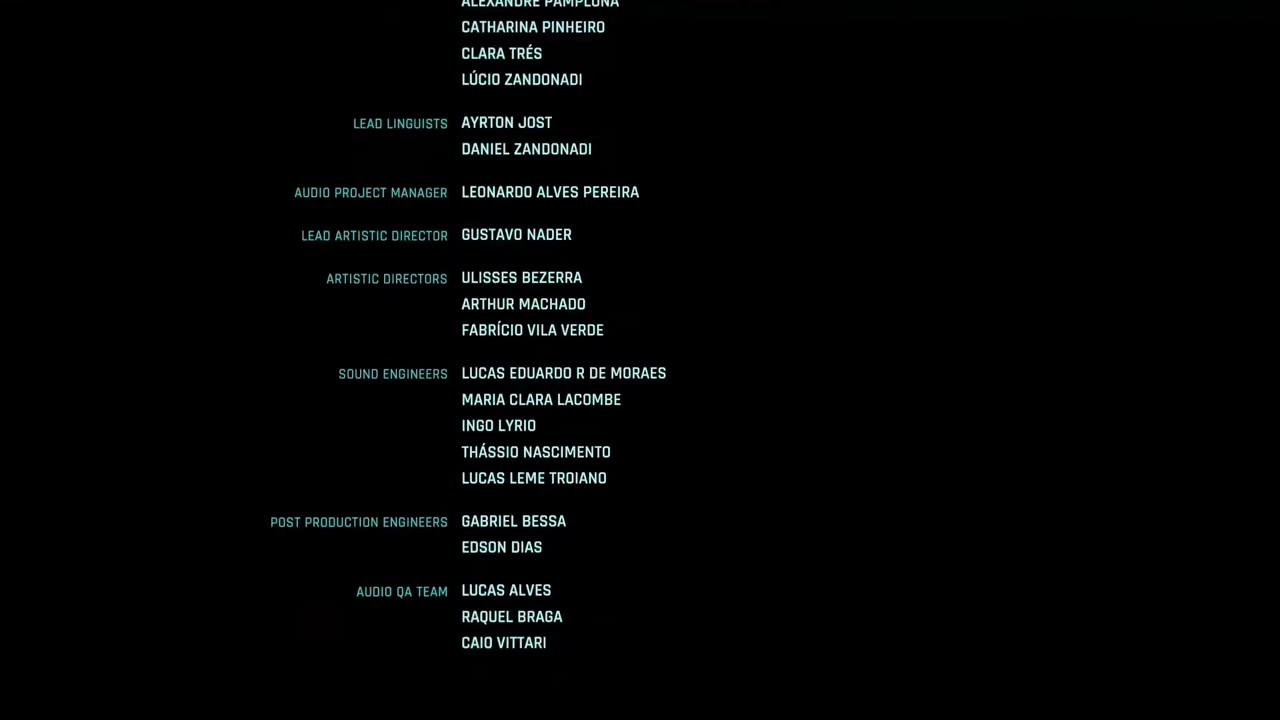 ALEXANDRE PAMPLONA
CATHARINA PINHEIRO
CLARA TRÉS
LÚCIO ZANDONADI
LEAD LINGUISTS AYRTON JOST
DANIEL ZANDONADI
AUDIO PROJECT MANAGER LEONARDO ALVES PEREIRA
LEAD ARTISTIC DIRECTOR GUSTAVO NADER
ARTISTIC DIRECTORS ULISSES BEZERRA
ARTHUR MACHADO
FABRÍCIO VILA VERDE
SOUND ENGINEERS LUCAS EDUARDO R DE MORAES
MARIA CLARA LACOMBE
INGO LYRIO
THÁSSIO NASCIMENTO
LUCAS LEME TROIANO
POST PRODUCTION ENGINEERS GABRIEL BESSA
EDSON DIAS
AUDIO QA TEAM LUCAS ALVES
RAQUEL BRAGA
CAIO VITTARI